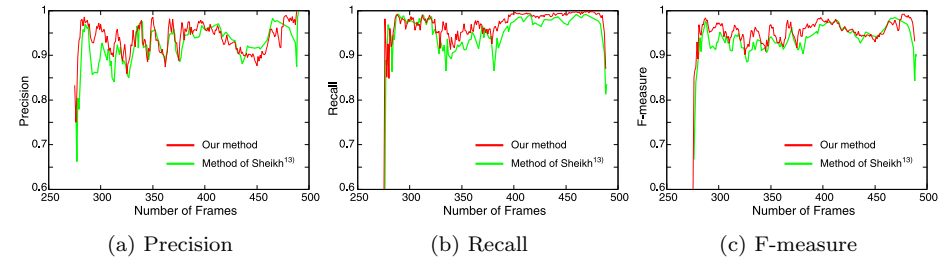 1
0.9
0.8
0.7
0.6
Precision
250 300 350 400 450 500
Number of Frames
Our method
Method of Sheikh¹³⁾
(a) Precision
1
0.9
0.8
0.7
0.6
Recall
250 300 350 400 450 500
Number of Frames
Our method
Method of Sheikh¹³⁾
(b) Recall
1
0.9
0.8
0.7
0.6
F-measure
250 300 350 400 450 500
Number of Frames
Our method
Method of Sheikh¹³⁾
(c) F-measure